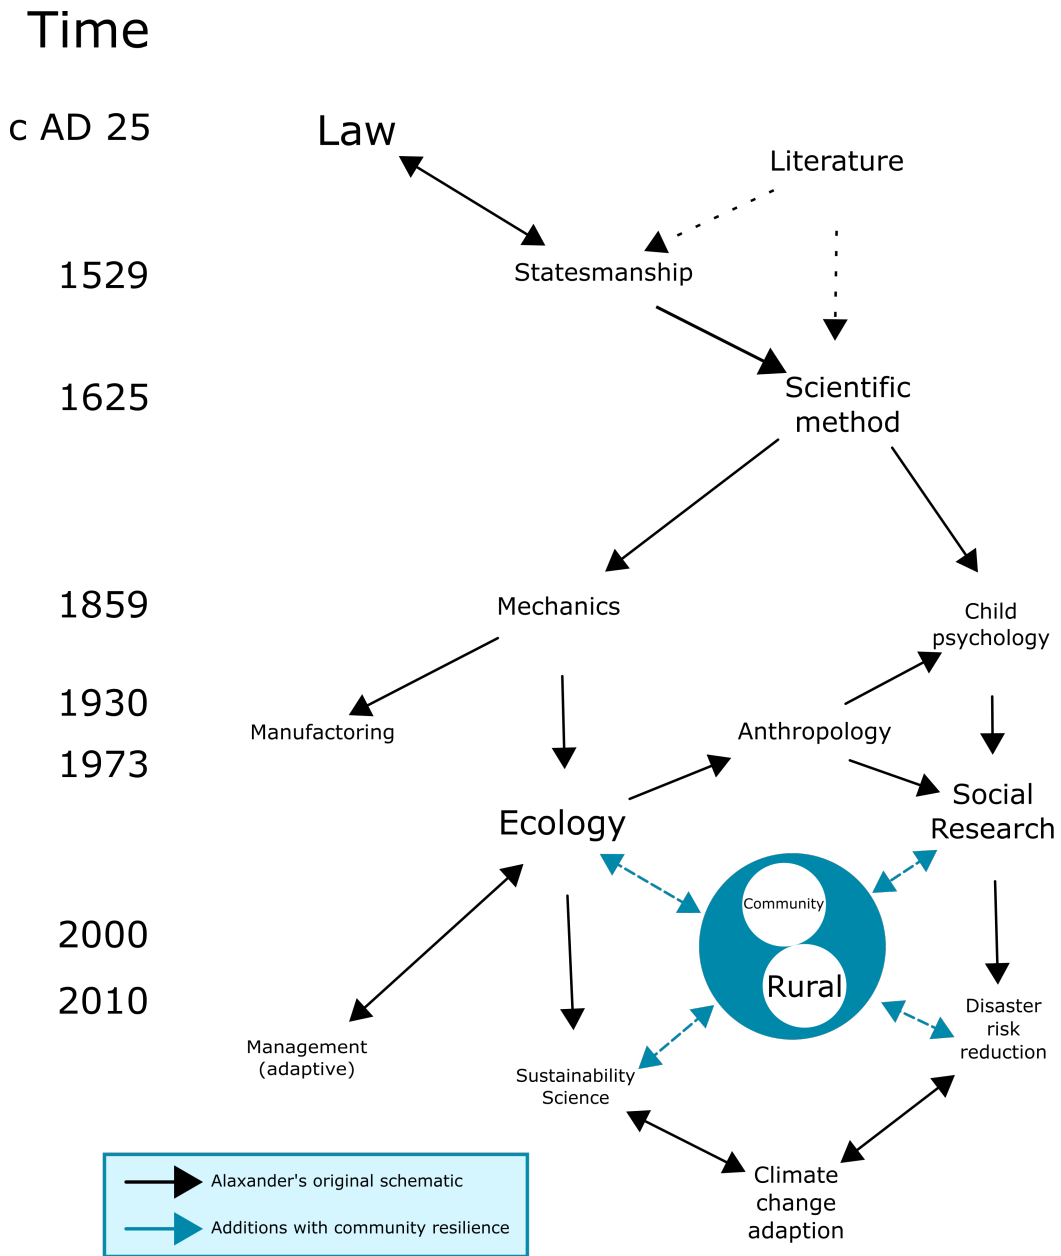 Time
c AD 25
Law
Literature
1529
Statesmanship
1625
Scientific
method
1859
Mechanics
Child
psychology
1930
Manufactoring
Anthropology
1973
Ecology
Social
Research
Community
2000
Rural
2010
Disaster
risk
reduction
Management
(adaptive)
Sustainability
Science
Climate
change
adaption
Alaxander's original schematic
Additions with community resilience